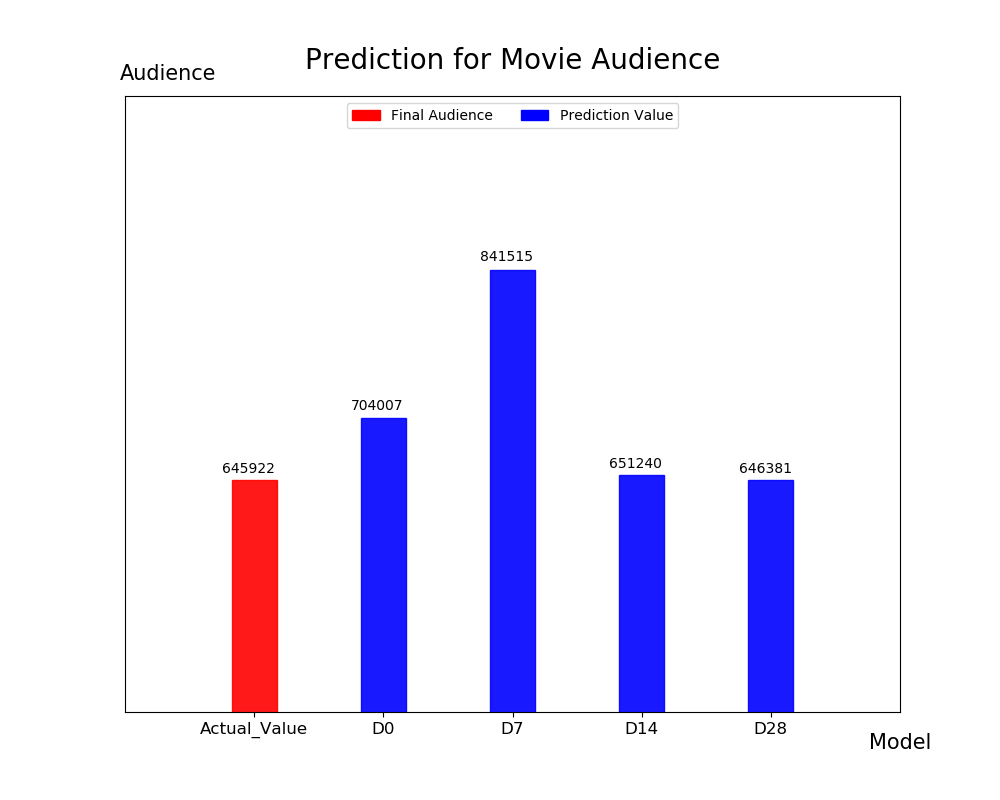 Prediction for Movie Audience
Audience
Final Audience
Prediction Value
841515
704007
651240
645922
646381
Actual_Value
D0
D7
D14
D28
Model